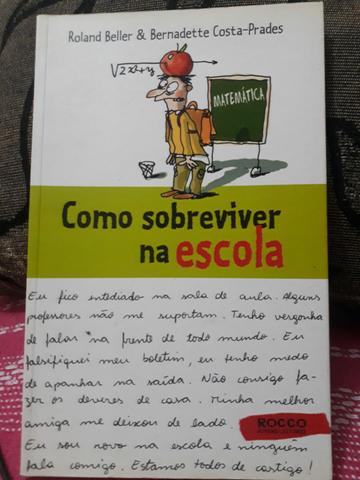 Roland Beller & Bernadette Costa-Prades
√2x²+y
MATEMÁTICA
Como sobreviver
na escola
Eu fico entediado na sala de aula. Alguns
professores não me suportam. Tenho vergonha
de falar na frente de todo mundo. Eu
falsifiquei meu boletim, eu tenho medo
de apanhar na saída. Não consigo fa-
zer os deveres de casa. Minha melhor
amiga me deixou de lado.
ROCCO
JOVENS LEITORES
Eu sou novo na escola e ninguém
fala comigo. Estamos todos de castigo!